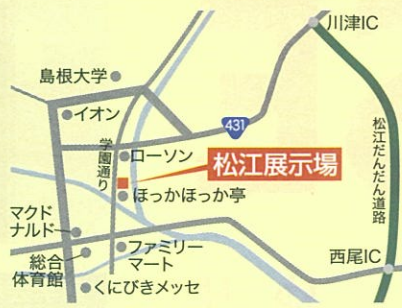 川津IC
島根大学
イオン
431
学園通り
ローソン
松江展示場
ほっかほっか亭
松江だんだん道路
マクド
ナルド
総合
体育館
ファミリー
マート
西尾IC
くにびきメッセ